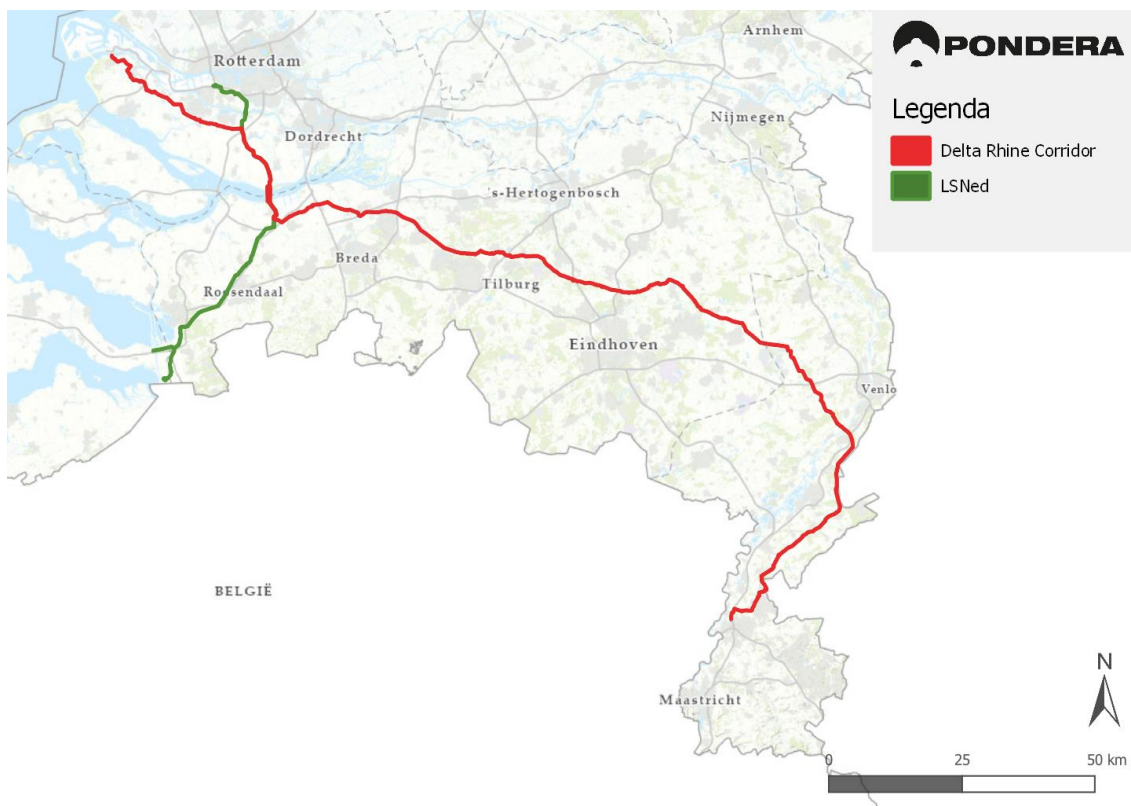 PONDERA
Legenda
Delta Rhine Corridor
LSNed
Arnhem
Rotterdam
Nijmegen
Dordrecht
's-Hertogenbosch
Breda
Tilburg
Roosendaal
Eindhoven
Venlo
BELGIË
Maastricht
N
0 25 50 km